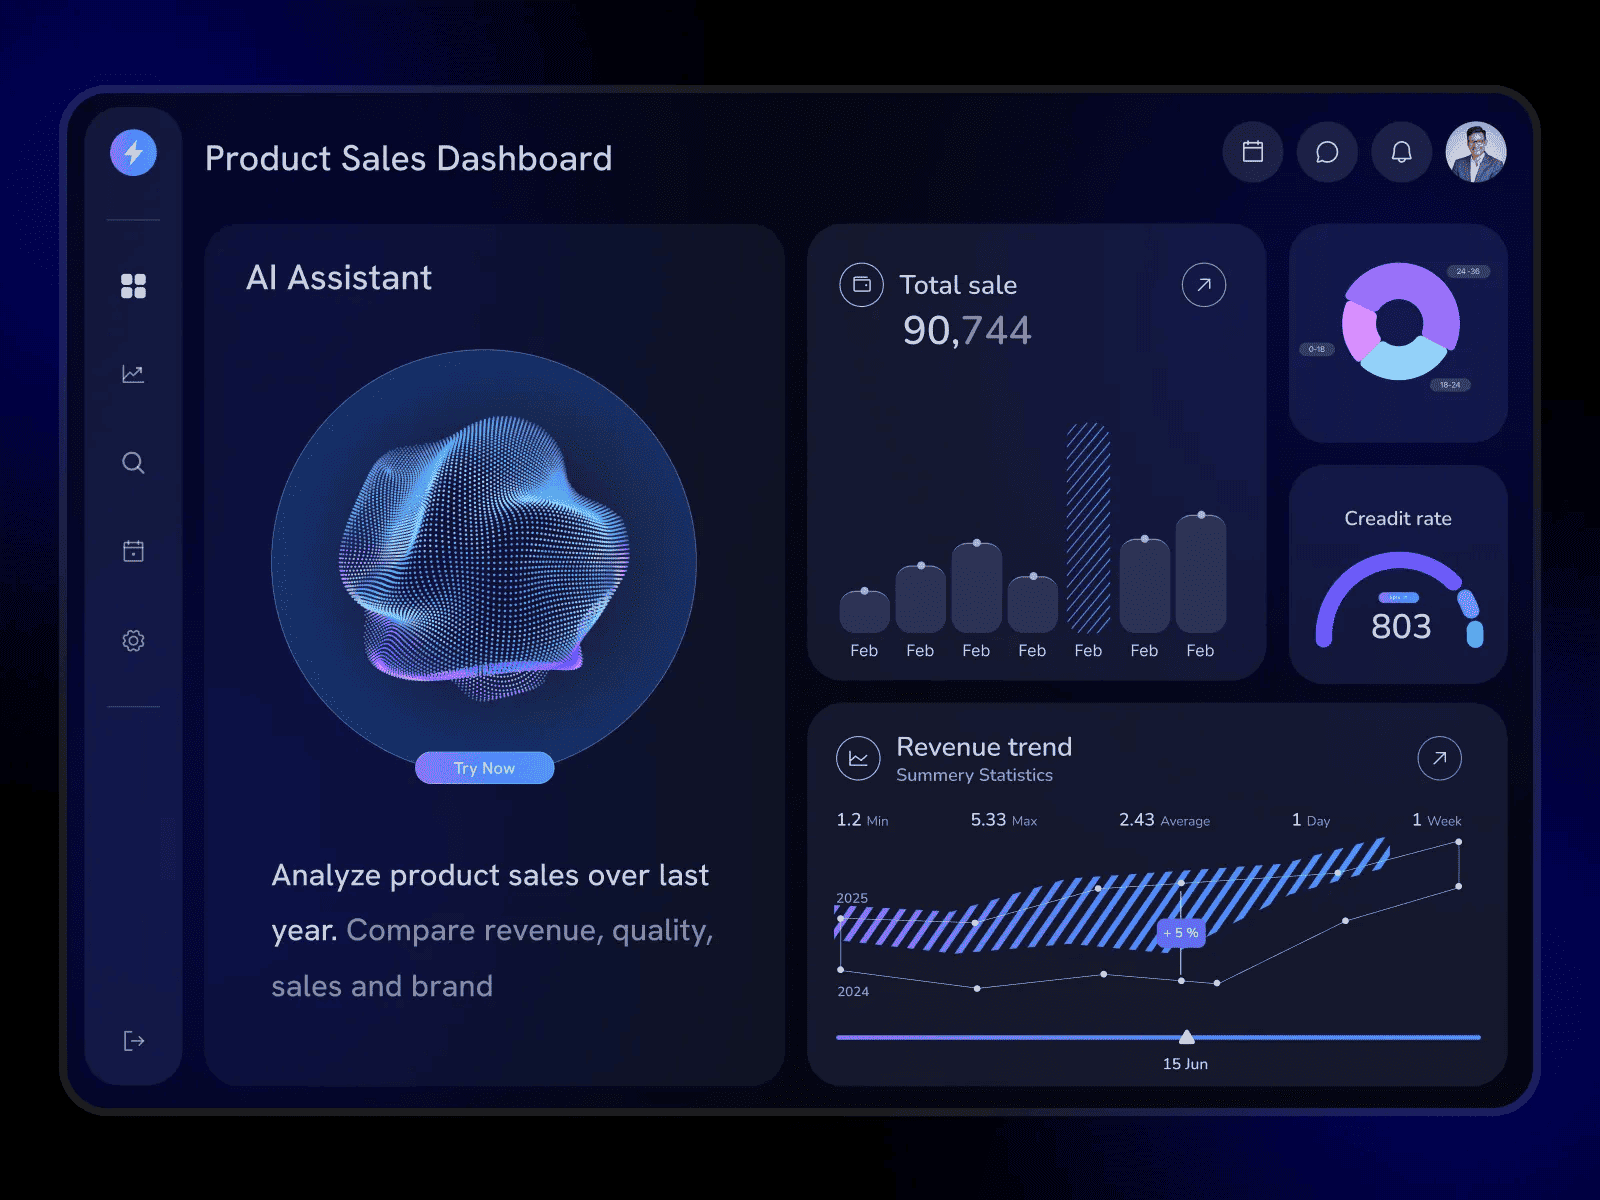 Product Sales Dashboard
AI Assistant
Try Now
Analyze product sales over last
year. Compare revenue, quality,
sales and brand
Total sale
90,744
Feb Feb Feb Feb Feb Feb Feb
24-36
0-18
18-24
Creadit rate
803
Revenue trend
Summery Statistics
1.2 Min 5.33 Max 2.43 Average 1 Day 1 Week
2025
+ 5 %
2024
15 Jun